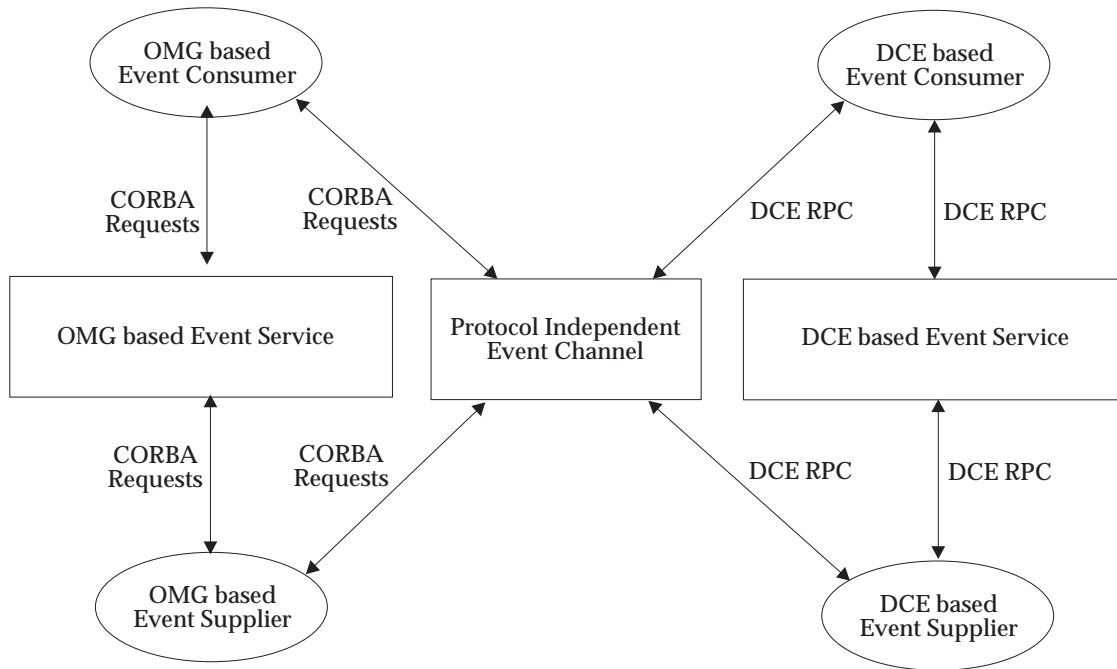 OMG based
Event Consumer
DCE based
Event Consumer
CORBA
Requests
CORBA
Requests
DCE RPC
DCE RPC
OMG based Event Service
Protocol Independent
Event Channel
DCE based Event Service
CORBA
Requests
CORBA
Requests
DCE RPC
DCE RPC
OMG based
Event Supplier
DCE based
Event Supplier